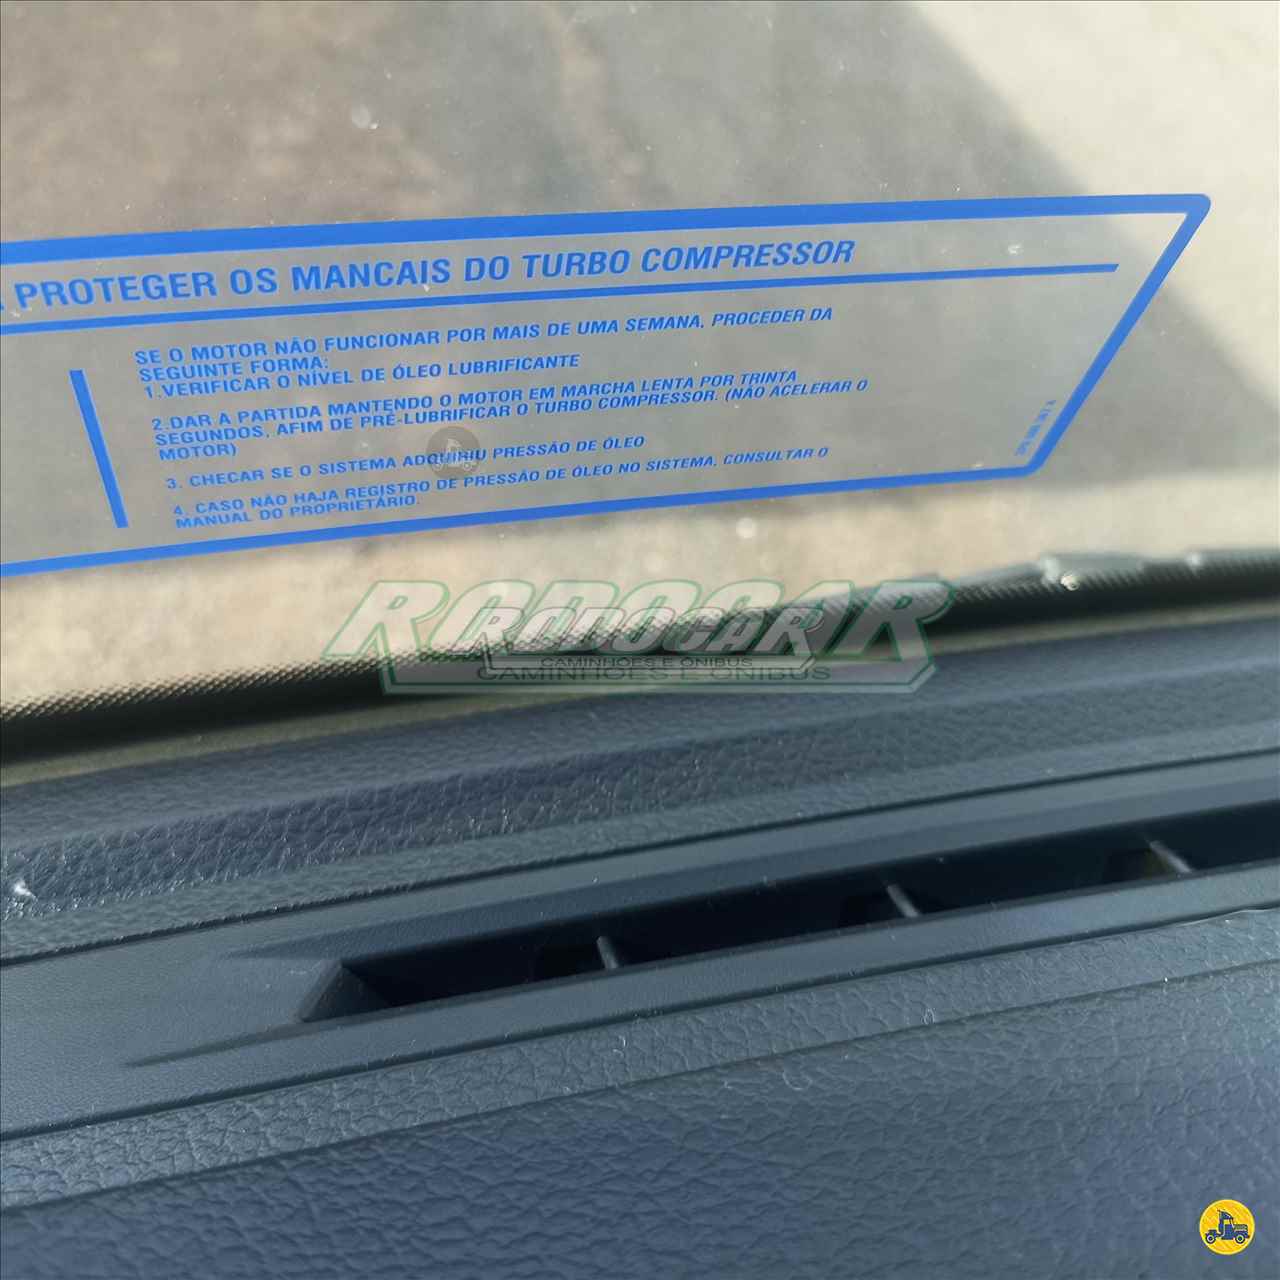 PROTEGER OS MANCAIS DO TURBO COMPRESSOR
SE O MOTOR NÃO FUNCIONAR POR MAIS DE UMA SEMANA, PROCEDER DA
SEGUINTE FORMA:
1.VERIFICAR O NÍVEL DE ÓLEO LUBRIFICANTE
2.DAR A PARTIDA MANTENDO O MOTOR EM MARCHA LENTA POR TRINTA
SEGUNDOS, AFIM DE PRÉ-LUBRIFICAR O TURBO COMPRESSOR. (NÃO ACELERAR O
MOTOR)
3. CHECAR SE O SISTEMA ADQUIRIU PRESSÃO DE ÓLEO
4. CASO NÃO HAJA REGISTRO DE PRESSÃO DE ÓLEO NO SISTEMA, CONSULTAR O
MANUAL DO PROPRIETÁRIO.
RODOCAR
RODOCAR
CAMINHÕES E ÔNIBUS
CAMINHÕES E ÔNIBUS